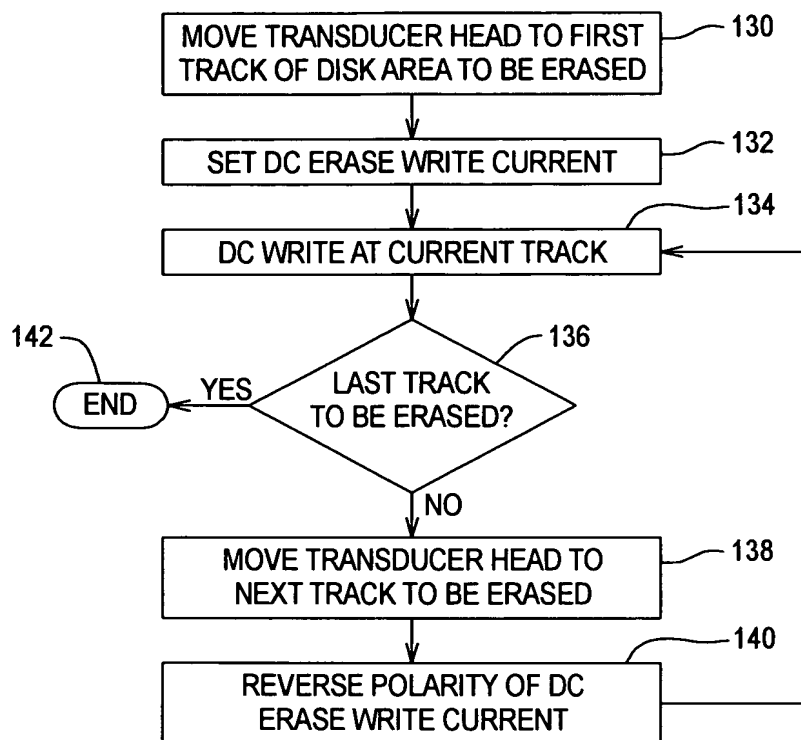 MOVE TRANSDUCER HEAD TO FIRST
TRACK OF DISK AREA TO BE ERASED
130
SET DC ERASE WRITE CURRENT
132
134
DC WRITE AT CURRENT TRACK
136
142
LAST TRACK
TO BE ERASED?
YES
END
NO
MOVE TRANSDUCER HEAD TO
NEXT TRACK TO BE ERASED
138
140
REVERSE POLARITY OF DC
ERASE WRITE CURRENT